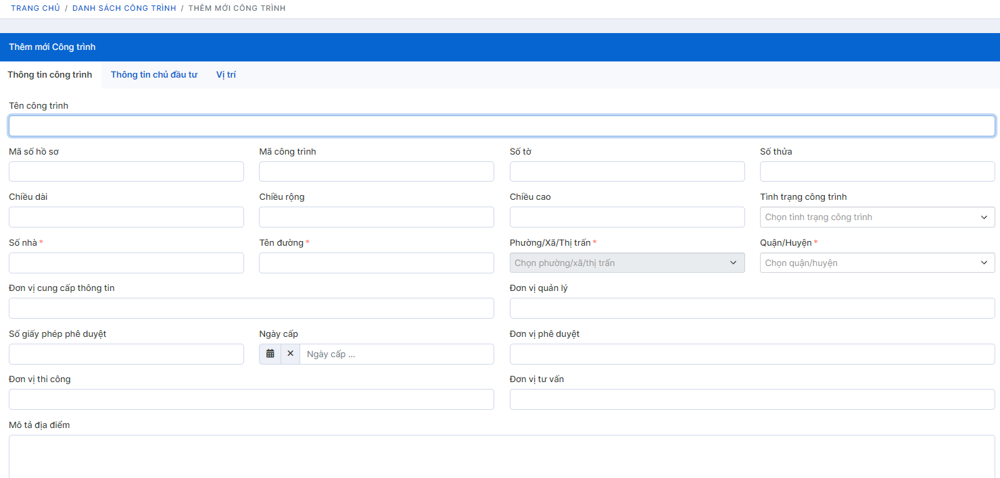 TRANG CHỦ / DANH SÁCH CÔNG TRÌNH / THÊM MỚI CÔNG TRÌNH
Thêm mới Công trình
Thông tin công trình Thông tin chủ đầu tư Vị trí
Tên công trình
Mã số hồ sơ Mã công trình Số tờ Số thửa
Chiều dài Chiều rộng Chiều cao Tình trạng công trình
Chọn tình trạng công trình
Số nhà * Tên đường * Phường/Xã/Thị trấn * Quận/Huyện *
Chọn phường/xã/thị trấn Chọn quận/huyện
Đơn vị cung cấp thông tin Đơn vị quản lý
Số giấy phép phê duyệt Ngày cấp Đơn vị phê duyệt
Ngày cấp ...
Đơn vị thi công Đơn vị tư vấn
Mô tả địa điểm